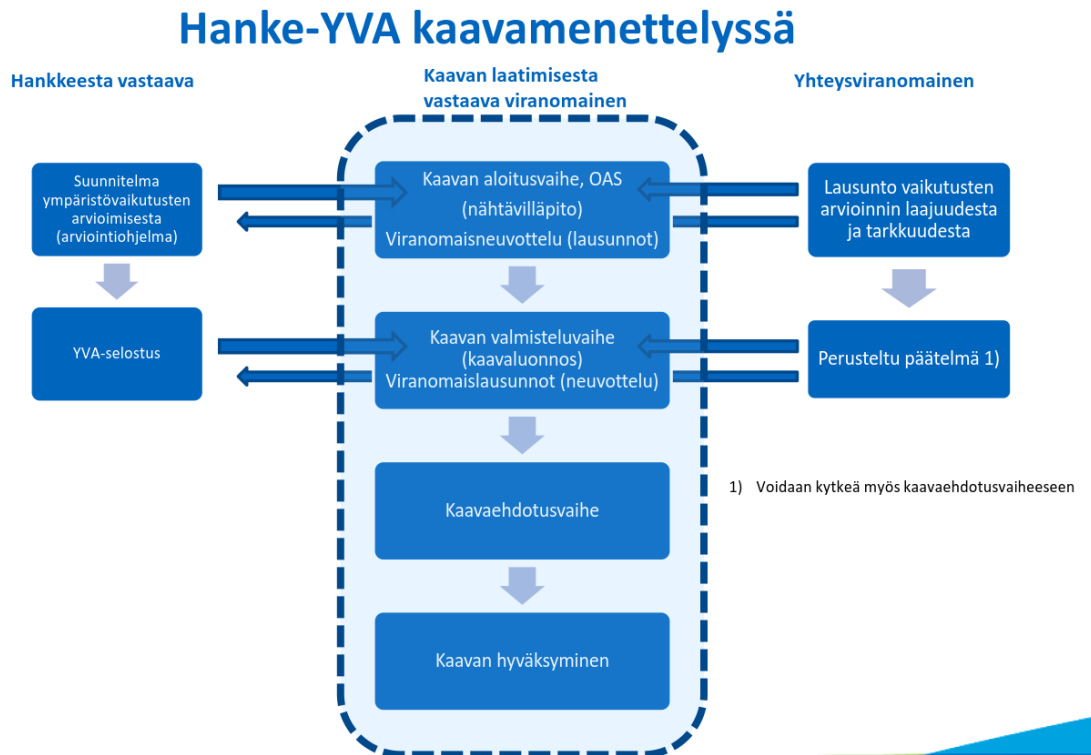 Hanke-YVA kaavamenettelyssä
Hankkeesta vastaava
Kaavan laatimisesta
vastaava viranomainen
Yhteysviranomainen
Suunnitelma
ympäristövaikutusten
arvioimisesta
(arviointiohjelma)
Kaavan aloitusvaihe, OAS
(nähtävilläpito)
Viranomaisneuvottelu (lausunnot)
Lausunto vaikutusten
arvioinnin laajuudesta
ja tarkkuudesta
YVA-selostus
Kaavan valmisteluvaihe
(kaavaluonnos)
Viranomaislausunnot (neuvottelu)
Perusteltu päätelmä 1)
Kaavaehdotusvaihe
1) Voidaan kytkeä myös kaavaehdotusvaiheeseen
Kaavan hyväksyminen